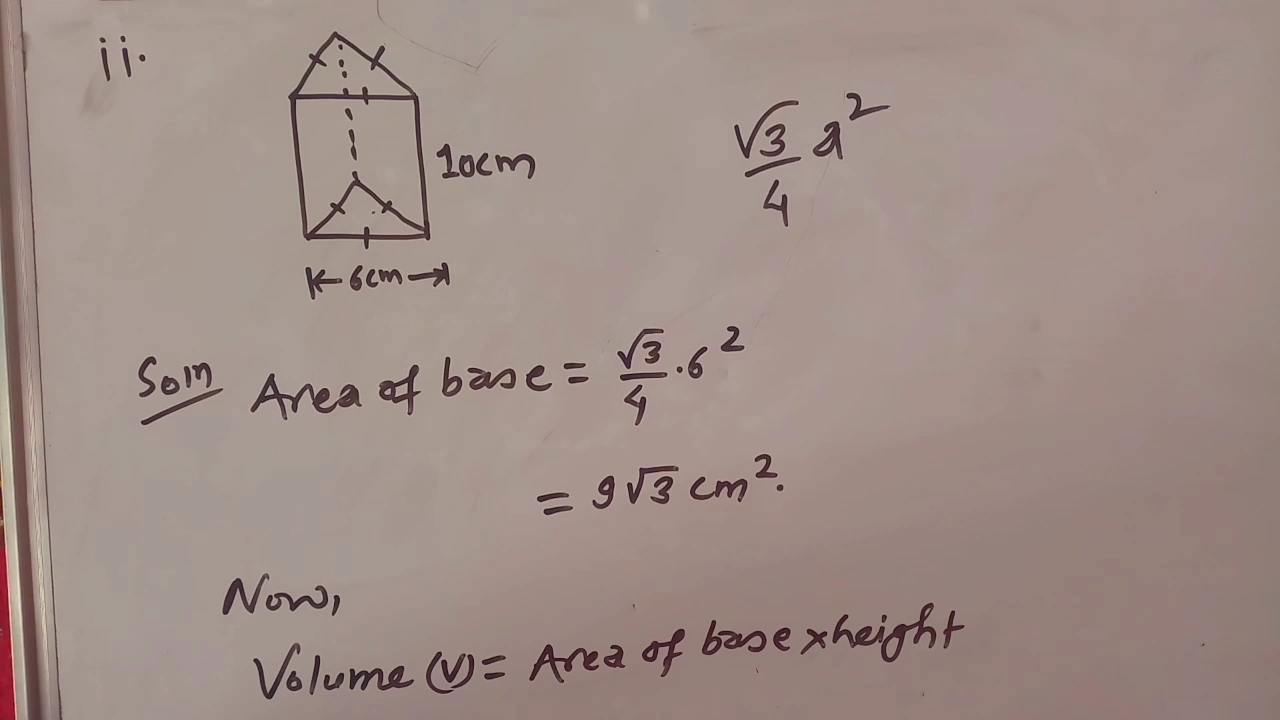 ii.
10cm
√3/4 a²
6cm
Soln Area of base = √3/4 . 6²
= 9√3 cm².
Now,
Volume (V) = Area of base × height